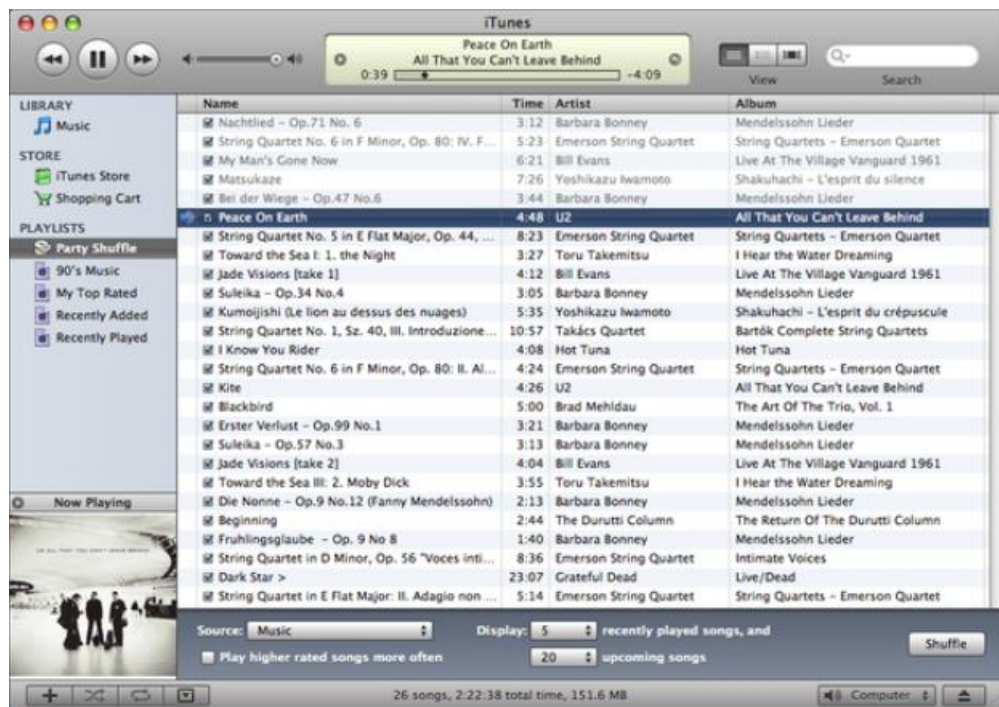 iTunes
Peace On Earth
All That You Can't Leave Behind
0:39 -4:09
View
Search
LIBRARY
Music
STORE
iTunes Store
Shopping Cart
PLAYLISTS
Party Shuffle
90's Music
My Top Rated
Recently Added
Recently Played
Now Playing
Name Time Artist Album
Nachtlied – Op.71 No. 6 3:12 Barbara Bonney Mendelssohn Lieder
String Quartet No. 6 in F Minor, Op. 80: IV. F... 5:23 Emerson String Quartet String Quartets – Emerson Quartet
My Man's Gone Now 6:21 Bill Evans Live At The Village Vanguard 1961
Matsukaze 7:26 Yoshikazu Iwamoto Shakuhachi – L'esprit du silence
Bei der Wiege – Op.47 No.6 3:44 Barbara Bonney Mendelssohn Lieder
Peace On Earth 4:48 U2 All That You Can't Leave Behind
String Quartet No. 5 in E Flat Major, Op. 44, ... 8:23 Emerson String Quartet String Quartets – Emerson Quartet
Toward the Sea I: 1. the Night 3:27 Toru Takemitsu I Hear the Water Dreaming
Jade Visions [take 1] 4:12 Bill Evans Live At The Village Vanguard 1961
Suleika – Op.34 No.4 3:05 Barbara Bonney Mendelssohn Lieder
Kumoijishi (Le lion au dessus des nuages) 5:35 Yoshikazu Iwamoto Shakuhachi – L'esprit du crépuscule
String Quartet No. 1, Sz. 40, III. Introduzione... 10:57 Takács Quartet Bartók Complete String Quartets
I Know You Rider 4:08 Hot Tuna Hot Tuna
String Quartet No. 6 in F Minor, Op. 80: II. Al... 4:24 Emerson String Quartet String Quartets – Emerson Quartet
Kite 4:26 U2 All That You Can't Leave Behind
Blackbird 5:00 Brad Mehldau The Art Of The Trio, Vol. 1
Erster Verlust – Op.99 No.1 3:21 Barbara Bonney Mendelssohn Lieder
Suleika – Op.57 No.3 3:13 Barbara Bonney Mendelssohn Lieder
Jade Visions [take 2] 4:04 Bill Evans Live At The Village Vanguard 1961
Toward the Sea III: 2. Moby Dick 3:55 Toru Takemitsu I Hear the Water Dreaming
Die Nonne – Op.9 No.12 (Fanny Mendelssohn) 2:13 Barbara Bonney Mendelssohn Lieder
Beginning 2:44 The Durutti Column The Return Of The Durutti Column
Fruhlingsglaube – Op. 9 No 8 1:40 Barbara Bonney Mendelssohn Lieder
String Quartet in D Minor, Op. 56 "Voces inti... 8:36 Emerson String Quartet Intimate Voices
Dark Star > 23:07 Grateful Dead Live/Dead
String Quartet in E Flat Major: II. Adagio non ... 5:14 Emerson String Quartet String Quartets – Emerson Quartet
Source: Music Display: 5 recently played songs, and
Play higher rated songs more often 20 upcoming songs
Shuffle
26 songs, 2:22:38 total time, 151.6 MB
Computer